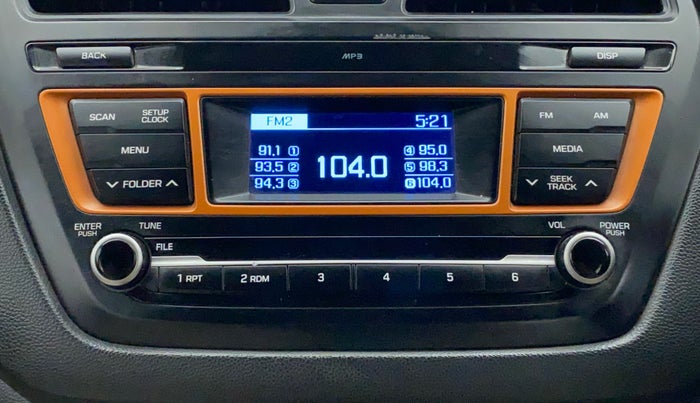 BACK
MP3
DISP
SCAN
SETUP CLOCK
MENU
FOLDER
FM2 5:21
91.1 1
93.5 2
94.3 3
104.0
4 95.0
5 98.3
6 104.0
FM AM
MEDIA
SEEK TRACK
ENTER PUSH
TUNE
FILE
VOL
POWER PUSH
1 RPT
2 RDM
3
4
5
6